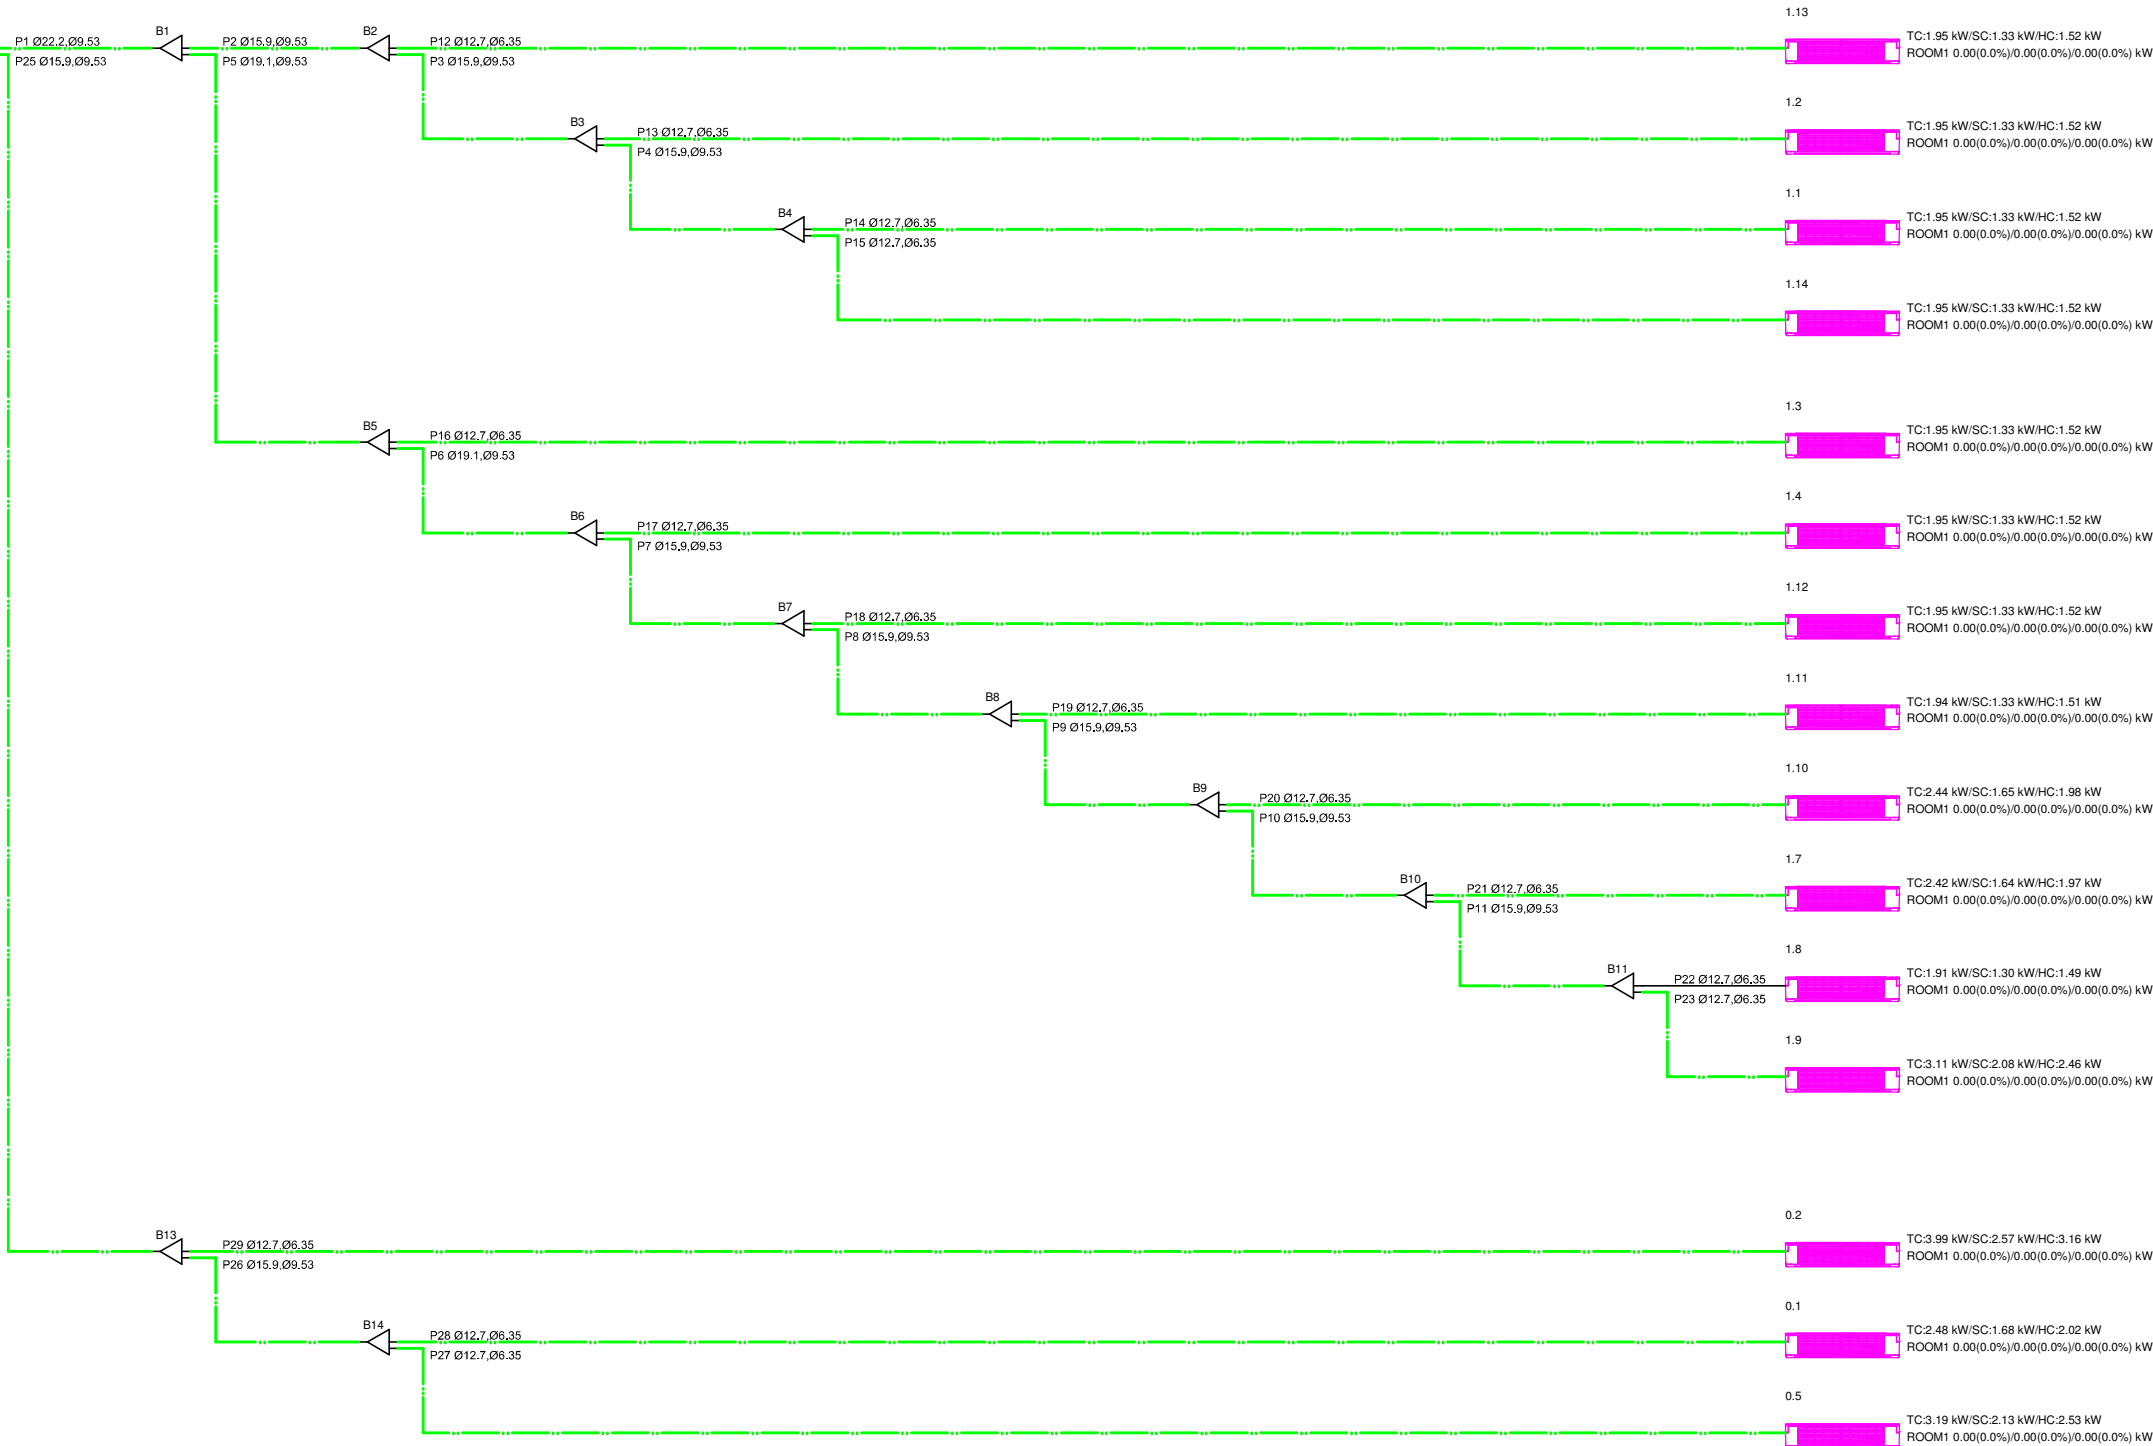 1.13
B1
B2
P1 Ø22.2,Ø9.53
P2 Ø15.9,Ø9.53
P12 Ø12.7,Ø6.35
TC:1.95 kW/SC:1.33 kW/HC:1.52 kW
P25 Ø15.9,Ø9.53
P5 Ø19.1,Ø9.53
P3 Ø15.9,Ø9.53
ROOM1 0.00(0.0%)/0.00(0.0%)/0.00(0.0%) kW
1.2
B3
P13 Ø12.7,Ø6.35
TC:1.95 kW/SC:1.33 kW/HC:1.52 kW
P4 Ø15.9,Ø9.53
ROOM1 0.00(0.0%)/0.00(0.0%)/0.00(0.0%) kW
1.1
B4
P14 Ø12.7,Ø6.35
TC:1.95 kW/SC:1.33 kW/HC:1.52 kW
P15 Ø12.7,Ø6.35
ROOM1 0.00(0.0%)/0.00(0.0%)/0.00(0.0%) kW
1.14
TC:1.95 kW/SC:1.33 kW/HC:1.52 kW
ROOM1 0.00(0.0%)/0.00(0.0%)/0.00(0.0%) kW
1.3
B5
P16 Ø12.7,Ø6.35
TC:1.95 kW/SC:1.33 kW/HC:1.52 kW
P6 Ø19.1,Ø9.53
ROOM1 0.00(0.0%)/0.00(0.0%)/0.00(0.0%) kW
1.4
B6
P17 Ø12.7,Ø6.35
TC:1.95 kW/SC:1.33 kW/HC:1.52 kW
P7 Ø15.9,Ø9.53
ROOM1 0.00(0.0%)/0.00(0.0%)/0.00(0.0%) kW
1.12
B7
P18 Ø12.7,Ø6.35
TC:1.95 kW/SC:1.33 kW/HC:1.52 kW
P8 Ø15.9,Ø9.53
ROOM1 0.00(0.0%)/0.00(0.0%)/0.00(0.0%) kW
1.11
B8
P19 Ø12.7,Ø6.35
TC:1.94 kW/SC:1.33 kW/HC:1.51 kW
P9 Ø15.9,Ø9.53
ROOM1 0.00(0.0%)/0.00(0.0%)/0.00(0.0%) kW
1.10
B9
P20 Ø12.7,Ø6.35
TC:2.44 kW/SC:1.65 kW/HC:1.98 kW
P10 Ø15.9,Ø9.53
ROOM1 0.00(0.0%)/0.00(0.0%)/0.00(0.0%) kW
1.7
B10
P21 Ø12.7,Ø6.35
TC:2.42 kW/SC:1.64 kW/HC:1.97 kW
P11 Ø15.9,Ø9.53
ROOM1 0.00(0.0%)/0.00(0.0%)/0.00(0.0%) kW
1.8
B11
P22 Ø12.7,Ø6.35
TC:1.91 kW/SC:1.30 kW/HC:1.49 kW
P23 Ø12.7,Ø6.35
ROOM1 0.00(0.0%)/0.00(0.0%)/0.00(0.0%) kW
1.9
TC:3.11 kW/SC:2.08 kW/HC:2.46 kW
ROOM1 0.00(0.0%)/0.00(0.0%)/0.00(0.0%) kW
0.2
B13
P29 Ø12.7,Ø6.35
TC:3.99 kW/SC:2.57 kW/HC:3.16 kW
P26 Ø15.9,Ø9.53
ROOM1 0.00(0.0%)/0.00(0.0%)/0.00(0.0%) kW
0.1
B14
P28 Ø12.7,Ø6.35
TC:2.48 kW/SC:1.68 kW/HC:2.02 kW
P27 Ø12.7,Ø6.35
ROOM1 0.00(0.0%)/0.00(0.0%)/0.00(0.0%) kW
0.5
TC:3.19 kW/SC:2.13 kW/HC:2.53 kW
ROOM1 0.00(0.0%)/0.00(0.0%)/0.00(0.0%) kW